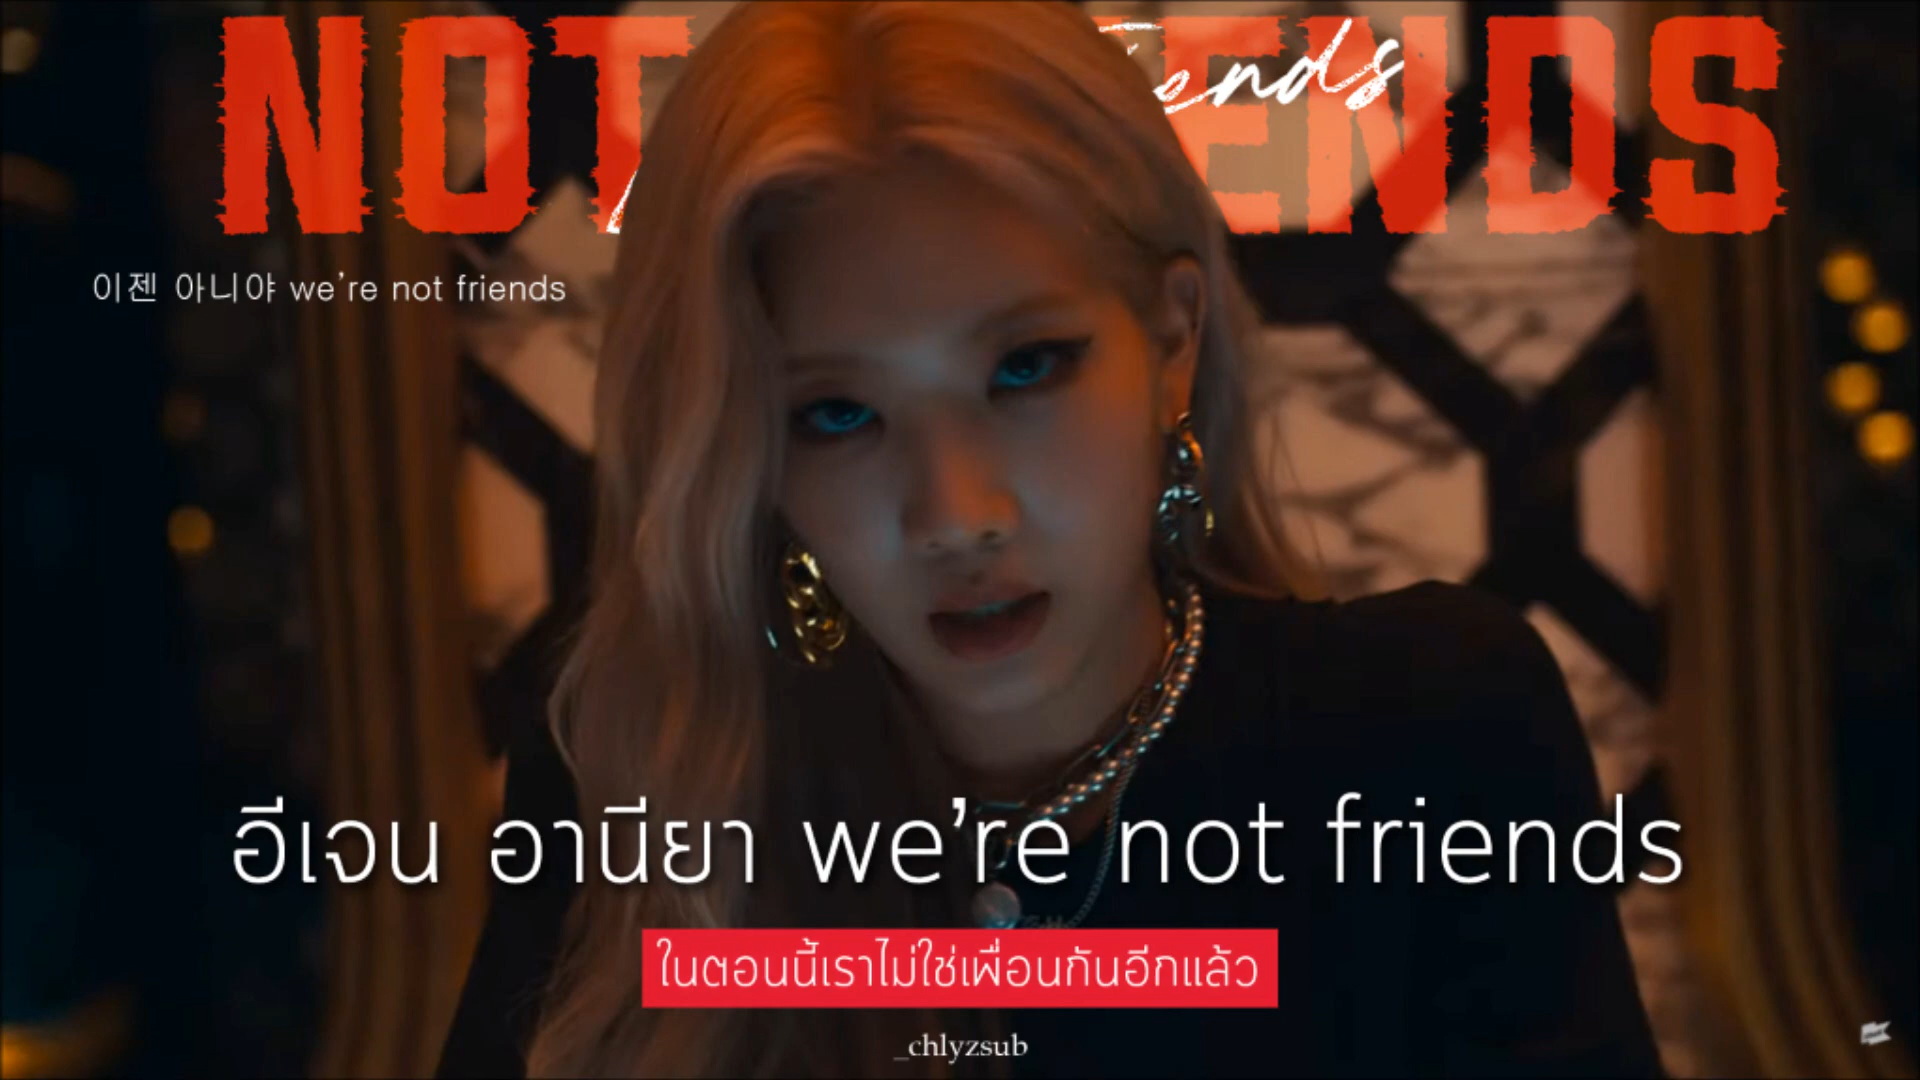 NOT ENDS
ends
이젠 아니야 we’re not friends
อีเจน อานียา we’re not friends
ในตอนนี้เราไม่ใช่เพื่อนกันอีกแล้ว
_chlyzsub